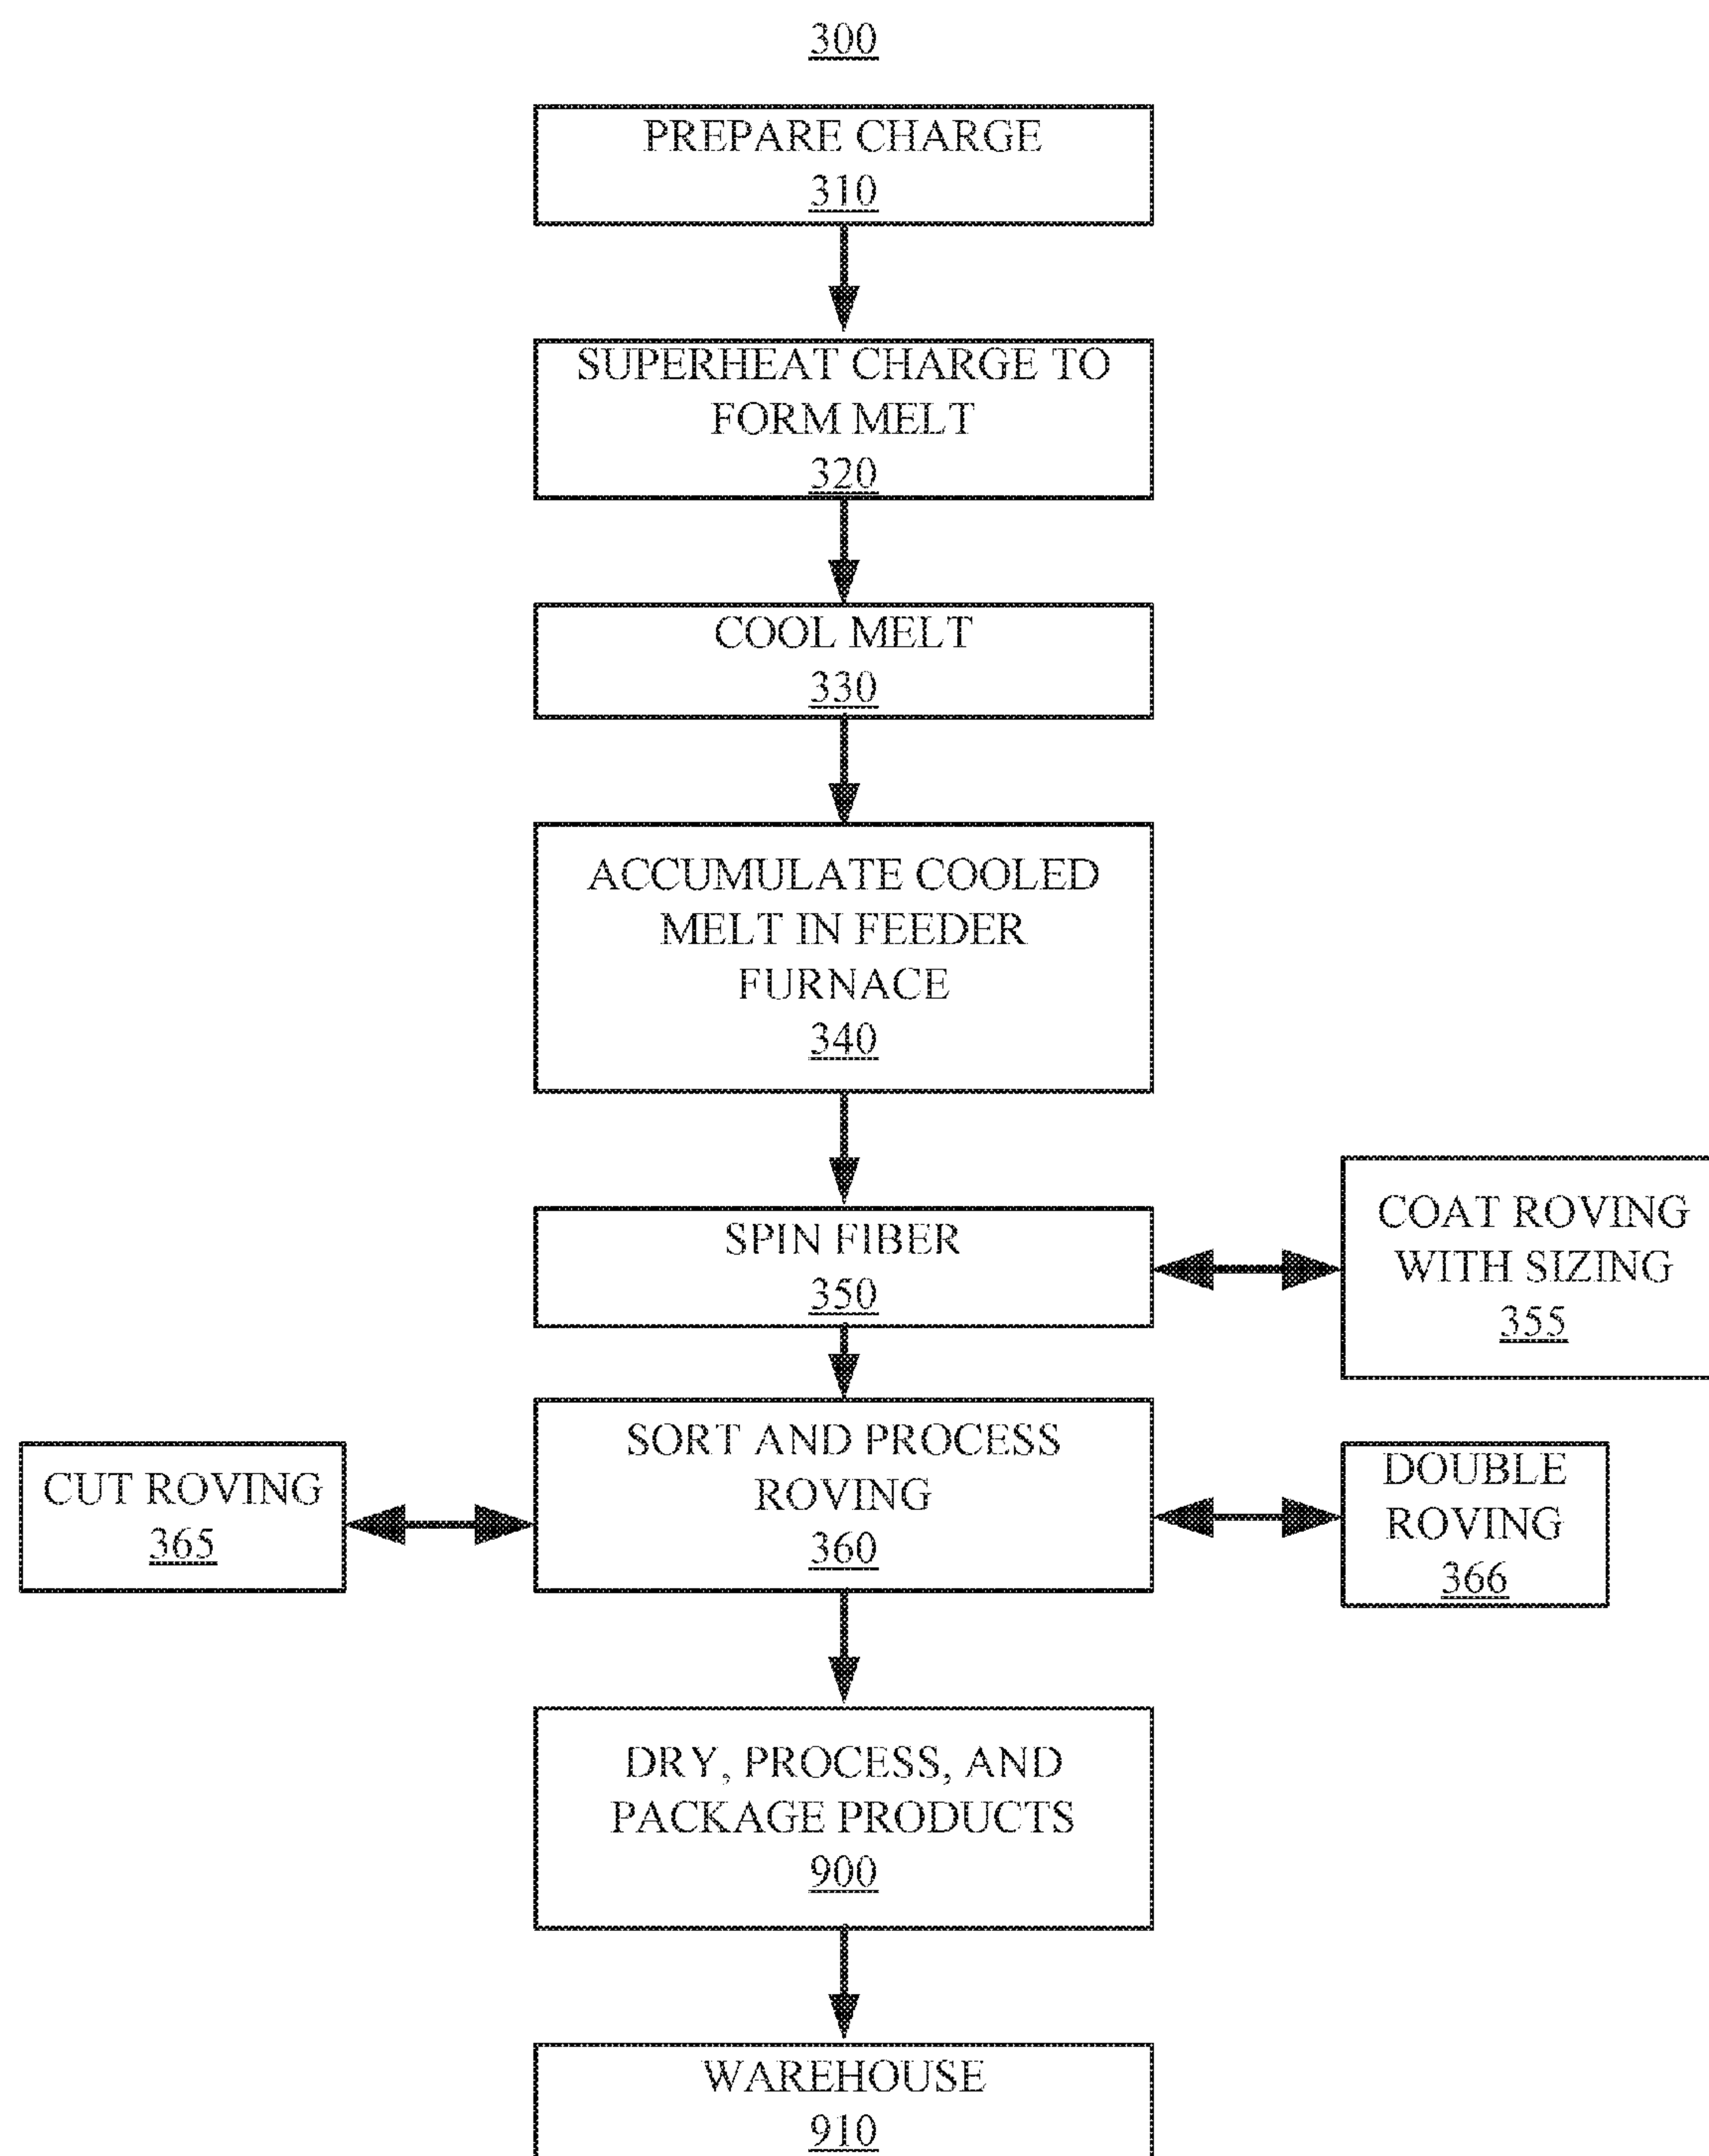 300
PREPARE CHARGE
310
SUPERHEAT CHARGE TO
FORM MELT
320
COOL MELT
330
ACCUMULATE COOLED
MELT IN FEEDER
FURNACE
340
SPIN FIBER
350
COAT ROVING
WITH SIZING
355
SORT AND PROCESS
ROVING
360
CUT ROVING
365
DOUBLE
ROVING
366
DRY, PROCESS, AND
PACKAGE PRODUCTS
900
WAREHOUSE
910